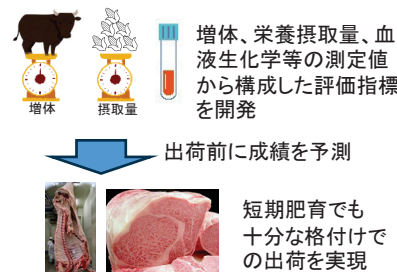 増体、栄養摂取量、血
液生化学等の測定値
から構成した評価指標
を開発
増体
摂取量
出荷前に成績を予測
短期肥育でも
十分な格付けで
の出荷を実現